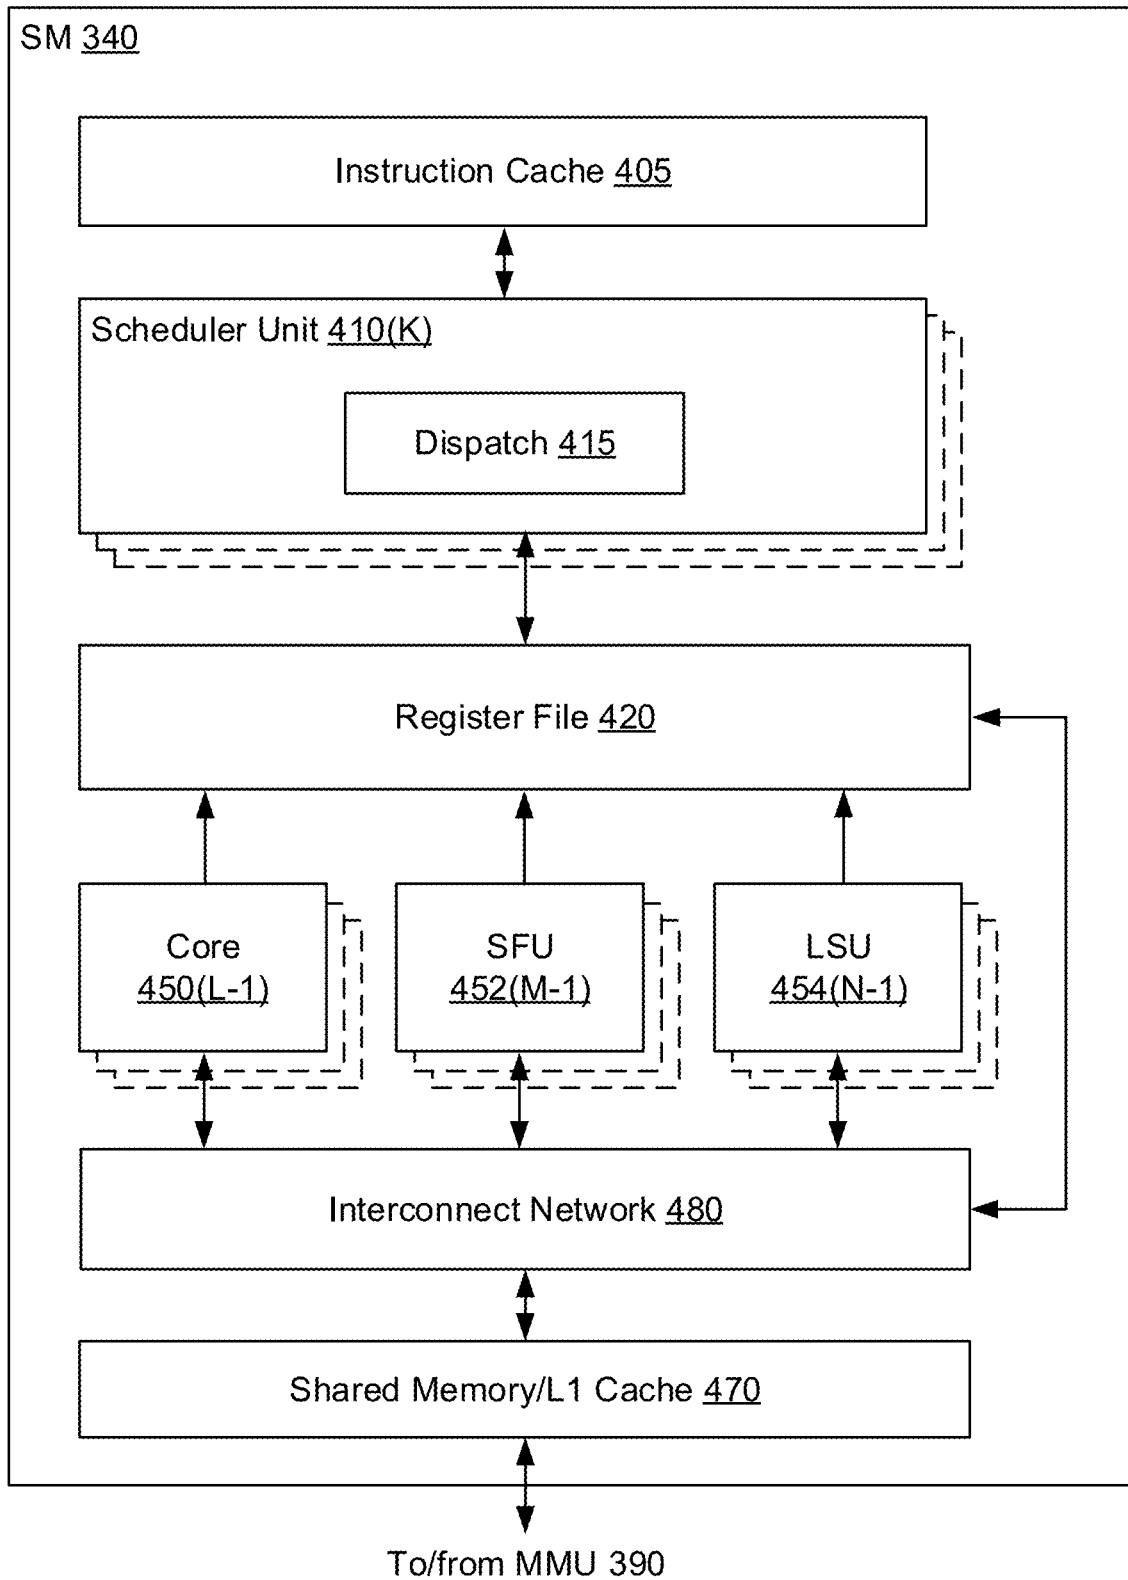 SM 340
Instruction Cache 405
Scheduler Unit 410(K)
Dispatch 415
Register File 420
Core
450(L-1)
SFU
452(M-1)
LSU
454(N-1)
Interconnect Network 480
Shared Memory/L1 Cache 470
To/from MMU 390